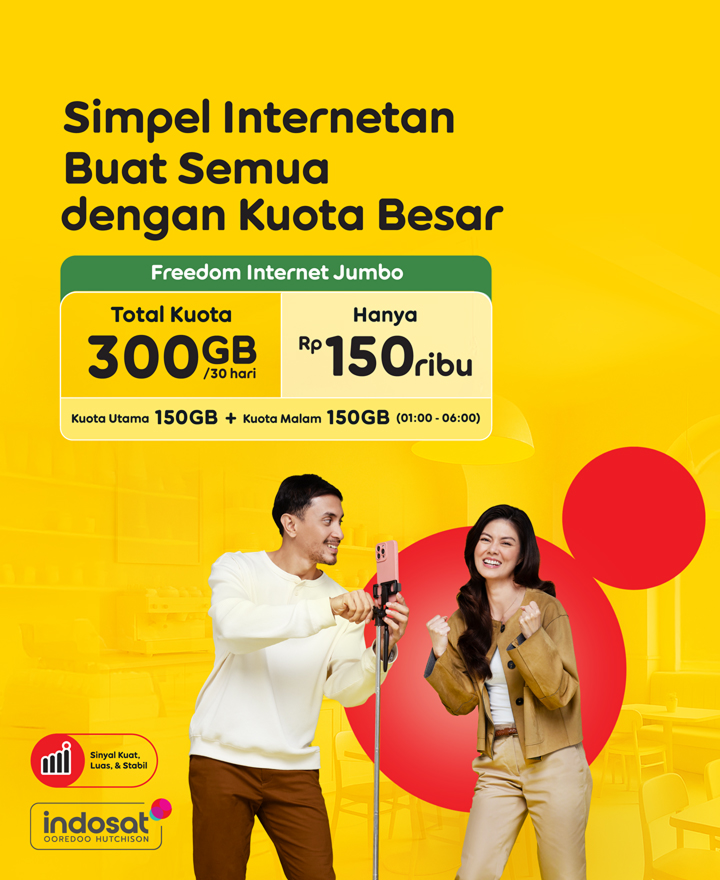 Simpel Internetan
Buat Semua
dengan Kuota Besar
Freedom Internet Jumbo
Total Kuota
300GB
/30 hari
Hanya
Rp150ribu
Kuota Utama 150GB + Kuota Malam 150GB (01:00 - 06:00)
Sinyal Kuat,
Luas, & Stabil
indosat
OOREDOO HUTCHISON